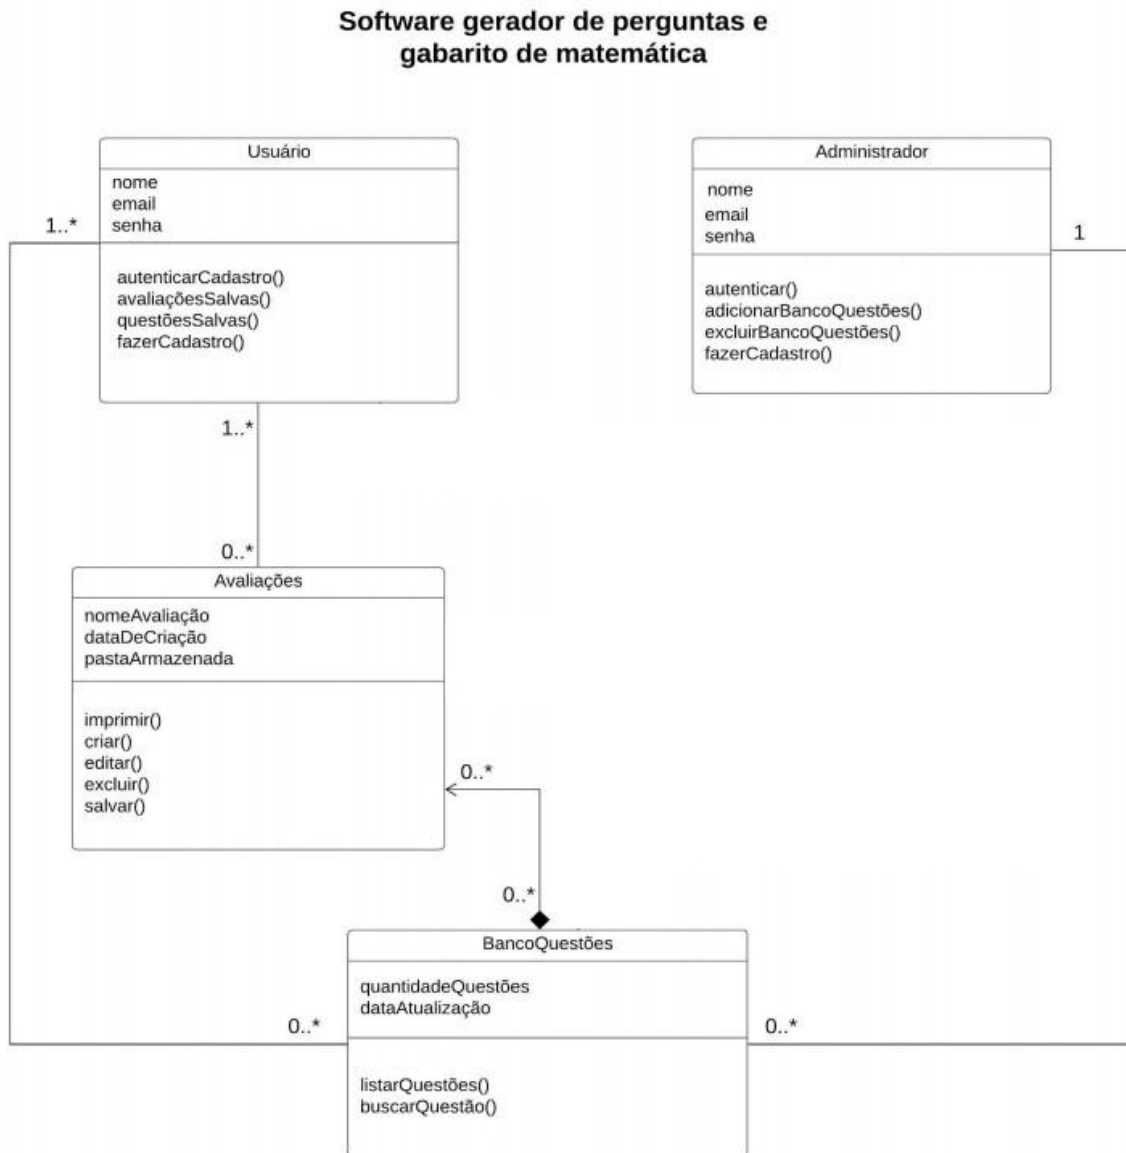 Software gerador de perguntas e
gabarito de matemática
Usuário
nome
email
senha
autenticarCadastro()
avaliaçõesSalvas()
questõesSalvas()
fazerCadastro()
1..*
Administrador
nome
email
senha
autenticar()
adicionarBancoQuestões()
excluirBancoQuestões()
fazerCadastro()
1
1..*
0..*
Avaliações
nomeAvaliação
dataDeCriação
pastaArmazenada
imprimir()
criar()
editar()
excluir()
salvar()
0..*
0..*
BancoQuestões
quantidadeQuestões
dataAtualização
listarQuestões()
buscarQuestão()
0..*
0..*